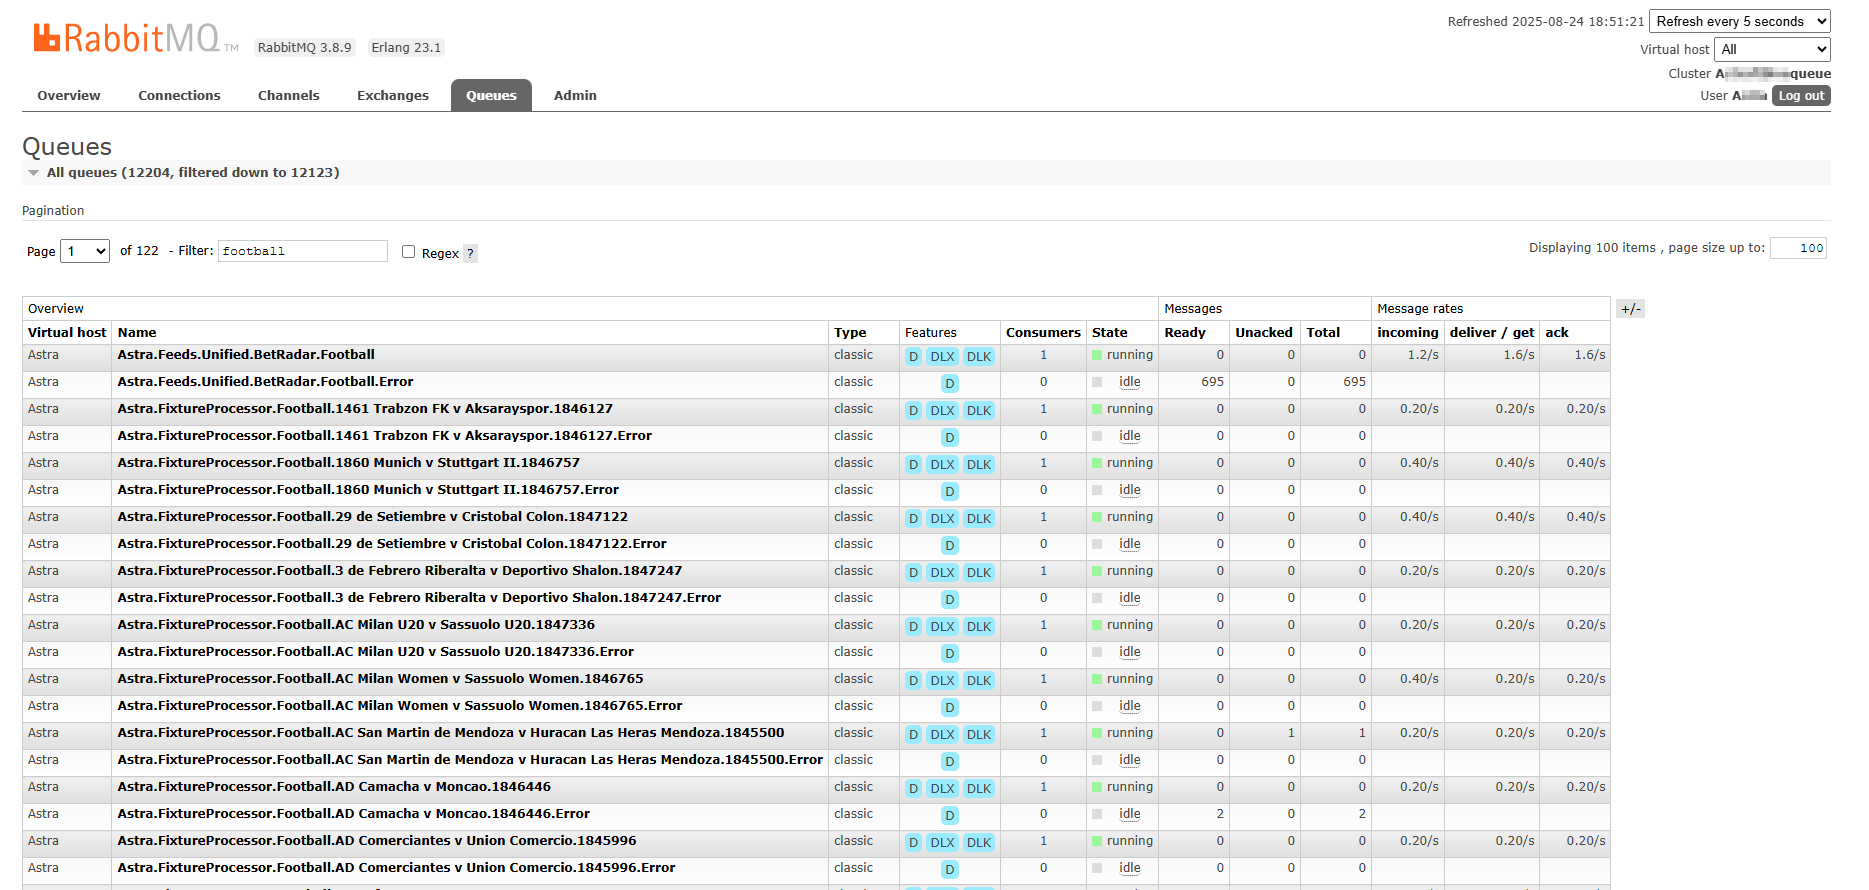 Refreshed 2025-08-24 18:51:21 Refresh every 5 seconds
RabbitMQ TM RabbitMQ 3.8.9 Erlang 23.1
Virtual host All
Cluster A queue
User A Log out
Overview Connections Channels Exchanges Queues Admin
Queues
All queues (12204, filtered down to 12123)
Pagination
Page 1 of 122 - Filter: football Regex ? Displaying 100 items , page size up to: 100
Overview Messages Message rates +/-
Virtual host Name Type Features Consumers State Ready Unacked Total incoming deliver / get ack
Astra Astra.Feeds.Unified.BetRadar.Football classic D DLX DLK 1 running 0 0 0 1.2/s 1.6/s 1.6/s
Astra Astra.Feeds.Unified.BetRadar.Football.Error classic D 0 idle 695 0 695
Astra Astra.FixtureProcessor.Football.1461 Trabzon FK v Aksarayspor.1846127 classic D DLX DLK 1 running 0 0 0 0.20/s 0.20/s 0.20/s
Astra Astra.FixtureProcessor.Football.1461 Trabzon FK v Aksarayspor.1846127.Error classic D 0 idle 0 0 0
Astra Astra.FixtureProcessor.Football.1860 Munich v Stuttgart II.1846757 classic D DLX DLK 1 running 0 0 0 0.40/s 0.40/s 0.40/s
Astra Astra.FixtureProcessor.Football.1860 Munich v Stuttgart II.1846757.Error classic D 0 idle 0 0 0
Astra Astra.FixtureProcessor.Football.29 de Setiembre v Cristobal Colon.1847122 classic D DLX DLK 1 running 0 0 0 0.40/s 0.40/s 0.40/s
Astra Astra.FixtureProcessor.Football.29 de Setiembre v Cristobal Colon.1847122.Error classic D 0 idle 0 0 0
Astra Astra.FixtureProcessor.Football.3 de Febrero Riberalta v Deportivo Shalon.1847247 classic D DLX DLK 1 running 0 0 0 0.20/s 0.20/s 0.20/s
Astra Astra.FixtureProcessor.Football.3 de Febrero Riberalta v Deportivo Shalon.1847247.Error classic D 0 idle 0 0 0
Astra Astra.FixtureProcessor.Football.AC Milan U20 v Sassuolo U20.1847336 classic D DLX DLK 1 running 0 0 0 0.20/s 0.20/s 0.20/s
Astra Astra.FixtureProcessor.Football.AC Milan U20 v Sassuolo U20.1847336.Error classic D 0 idle 0 0 0
Astra Astra.FixtureProcessor.Football.AC Milan Women v Sassuolo Women.1846765 classic D DLX DLK 1 running 0 0 0 0.40/s 0.20/s 0.20/s
Astra Astra.FixtureProcessor.Football.AC Milan Women v Sassuolo Women.1846765.Error classic D 0 idle 0 0 0
Astra Astra.FixtureProcessor.Football.AC San Martin de Mendoza v Huracan Las Heras Mendoza.1845500 classic D DLX DLK 1 running 0 1 1 0.20/s 0.20/s 0.20/s
Astra Astra.FixtureProcessor.Football.AC San Martin de Mendoza v Huracan Las Heras Mendoza.1845500.Error classic D 0 idle 0 0 0
Astra Astra.FixtureProcessor.Football.AD Camacha v Moncao.1846446 classic D DLX DLK 1 running 0 0 0 0.20/s 0.20/s 0.20/s
Astra Astra.FixtureProcessor.Football.AD Camacha v Moncao.1846446.Error classic D 0 idle 2 0 2
Astra Astra.FixtureProcessor.Football.AD Comerciantes v Union Comercio.1845996 classic D DLX DLK 1 running 0 0 0 0.20/s 0.20/s 0.20/s
Astra Astra.FixtureProcessor.Football.AD Comerciantes v Union Comercio.1845996.Error classic D 0 idle 0 0 0